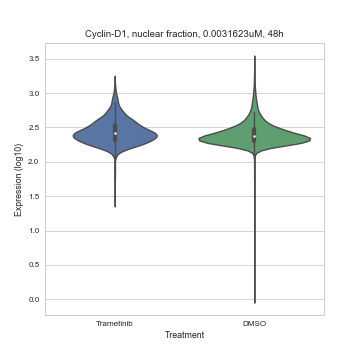 Cyclin-D1, nuclear fraction, 0.0031623uM, 48h
3.5
3.0
2.5
2.0
1.5
1.0
0.5
0.0
Expression (log10)
Trametinib DMSO
Treatment